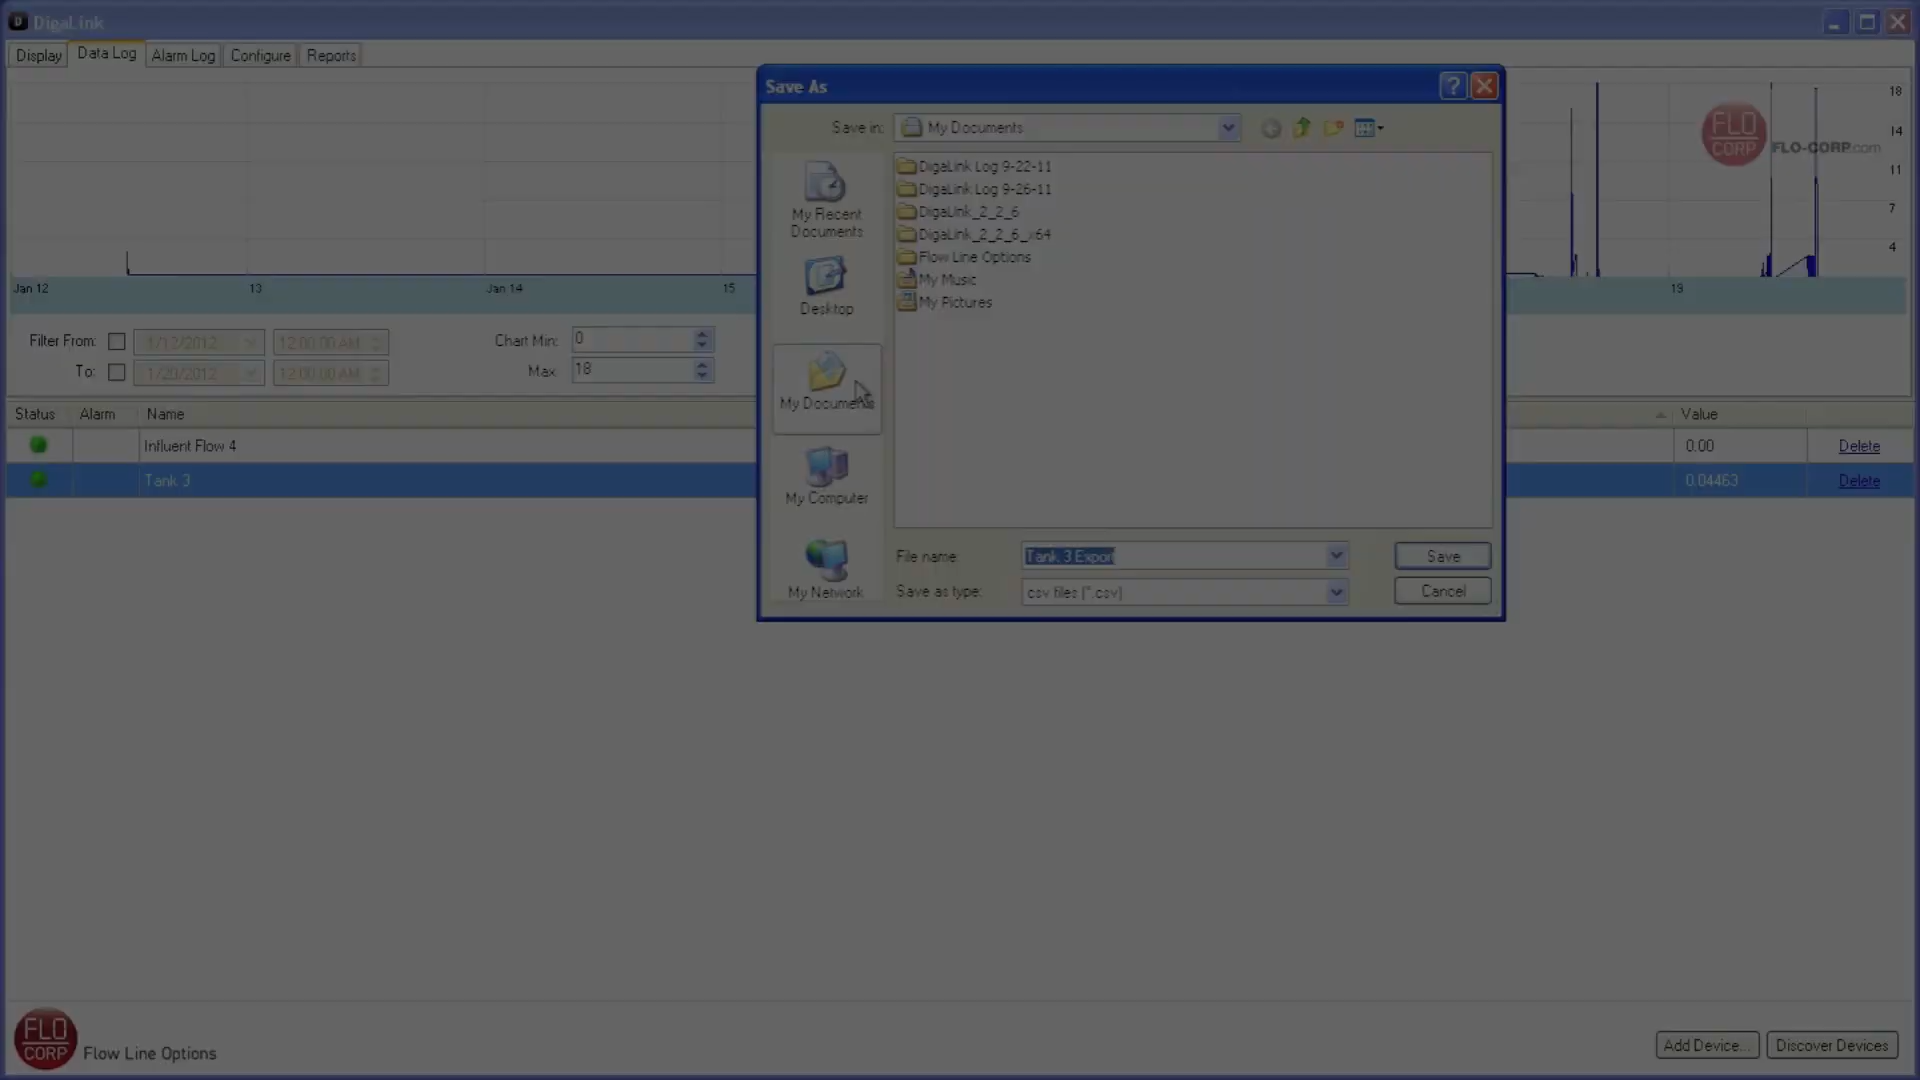 DigaLink
Display
Data Log
Alarm Log
Configure
Reports
Save As
Save in:
My Documents
My Recent
Documents
Desktop
My Documents
My Computer
My Network
DigaLink Log 9-22-11
DigaLink Log 9-26-11
DigaLink_2_2_6
DigaLink_2_2_6_x64
Flow Line Options
My Music
My Pictures
File name:
Tank 3 Export
Save
Save as type:
csv files (*.csv)
Cancel
18
14
11
7
4
FLO
CORP
FLO-CORP.com
Jan 12
13
Jan 14
15
19
Filter From:
1/12/2012
12:00:00 AM
Chart Min:
0
To:
1/20/2012
12:00:00 AM
Max:
18
Status
Alarm
Name
Value
Influent Flow 4
0.00
Delete
Tank 3
0.04463
Delete
FLO
CORP
Flow Line Options
Add Device...
Discover Devices